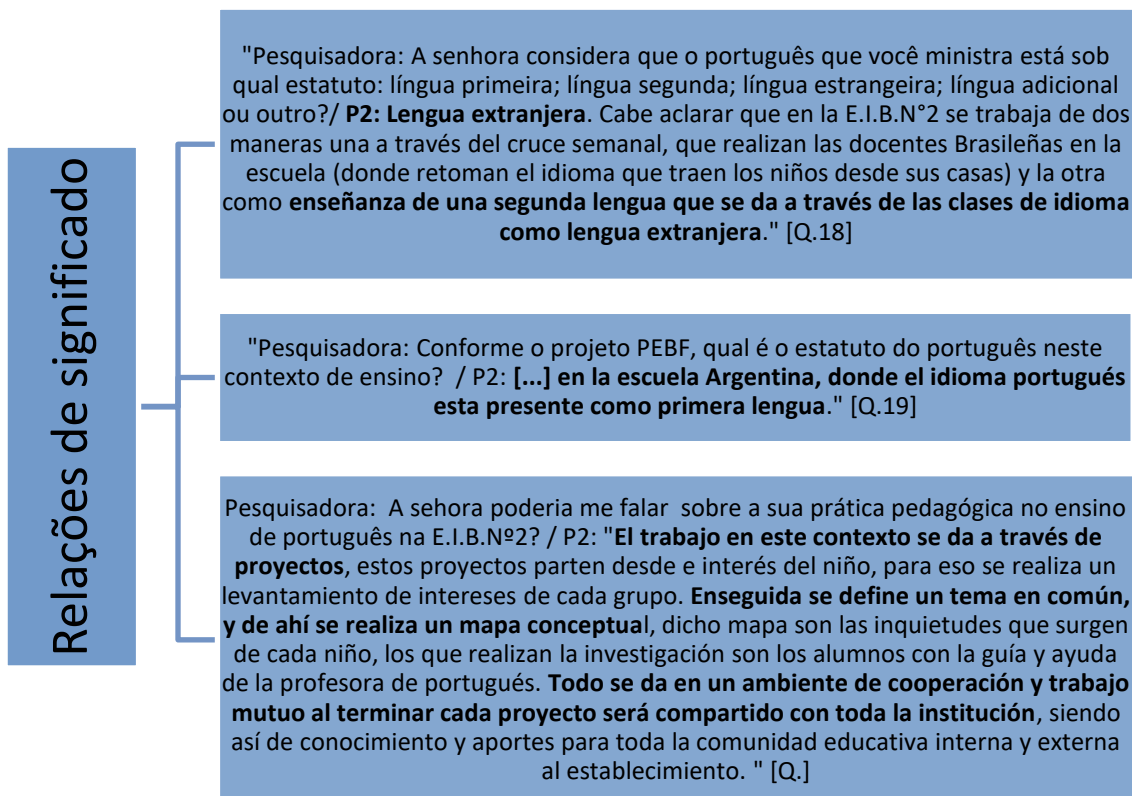 Relações de significado
"Pesquisadora: A senhora considera que o português que você ministra está sob
qual estatuto: língua primeira; língua segunda; língua estrangeira; língua adicional
ou outro?/ P2: Lengua extranjera. Cabe aclarar que en la E.I.B.N°2 se trabaja de dos
maneras una a través del cruce semanal, que realizan las docentes Brasileñas en la
escuela (donde retoman el idioma que traen los niños desde sus casas) y la otra
como enseñanza de una segunda lengua que se da a través de las clases de idioma
como lengua extranjera." [Q.18]
"Pesquisadora: Conforme o projeto PEBF, qual é o estatuto do português neste
contexto de ensino?  / P2: [...] en la escuela Argentina, donde el idioma portugués
esta presente como primera lengua." [Q.19]
Pesquisadora:  A sehora poderia me falar  sobre a sua prática pedagógica no ensino
de português na E.I.B.Nº2? / P2: "El trabajo en este contexto se da a través de
proyectos, estos proyectos parten desde e interés del niño, para eso se realiza un
levantamiento de intereses de cada grupo. Enseguida se define un tema en común,
y de ahí se realiza un mapa conceptual, dicho mapa son las inquietudes que surgen
de cada niño, los que realizan la investigación son los alumnos con la guía y ayuda
de la profesora de portugués. Todo se da en un ambiente de cooperación y trabajo
mutuo al terminar cada proyecto será compartido con toda la institución, siendo
así de conocimiento y aportes para toda la comunidad educativa interna y externa
al establecimiento. " [Q.]